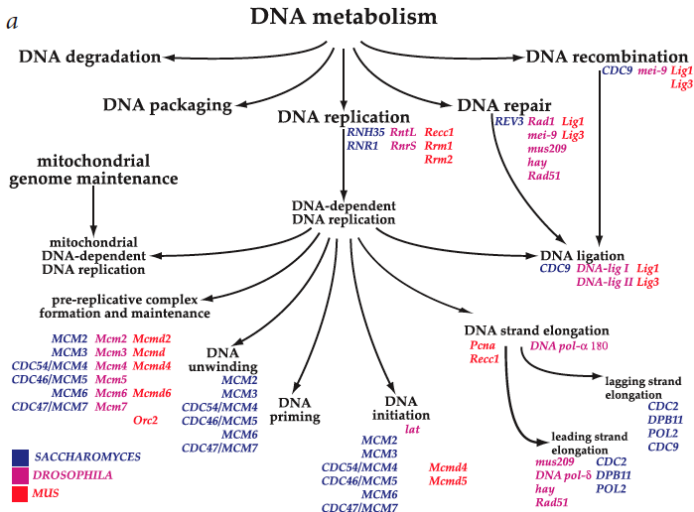 a
DNA metabolism
DNA degradation
DNA recombination
CDC9 mei-9 Lig1
Lig3
DNA packaging
DNA replication
RNH35 RntL Recc1
RNR1 RnrS Rrm1
Rrm2
DNA repair
REV3 Rad1 Lig1
mei-9 Lig3
mus209
hay
Rad51
mitochondrial
genome maintenance
DNA-dependent
DNA replication
mitochondrial
DNA-dependent
DNA replication
DNA ligation
CDC9 DNA-lig I Lig1
DNA-lig II Lig3
pre-replicative complex
formation and maintenance
MCM2 Mcm2 Mcmd2
MCM3 Mcm3 Mcmd
CDC54/MCM4 Mcm4 Mcmd4
CDC46/MCM5 Mcm5
MCM6 Mcm6 Mcmd6
CDC47/MCM7 Mcm7
Orc2
DNA
unwinding
MCM2
MCM3
CDC54/MCM4
CDC46/MCM5
MCM6
CDC47/MCM7
DNA
priming
DNA
initiation
lat
MCM2
MCM3
CDC54/MCM4 Mcmd4
CDC46/MCM5 Mcmd5
MCM6
CDC47/MCM7
DNA strand elongation
Pcna DNA pol-α 180
Recc1
lagging strand
elongation
CDC2
DPB11
POL2
CDC9
leading strand
elongation
mus209 CDC2
DNA pol-δ DPB11
hay POL2
Rad51
SACCHAROMYCES
DROSOPHILA
MUS